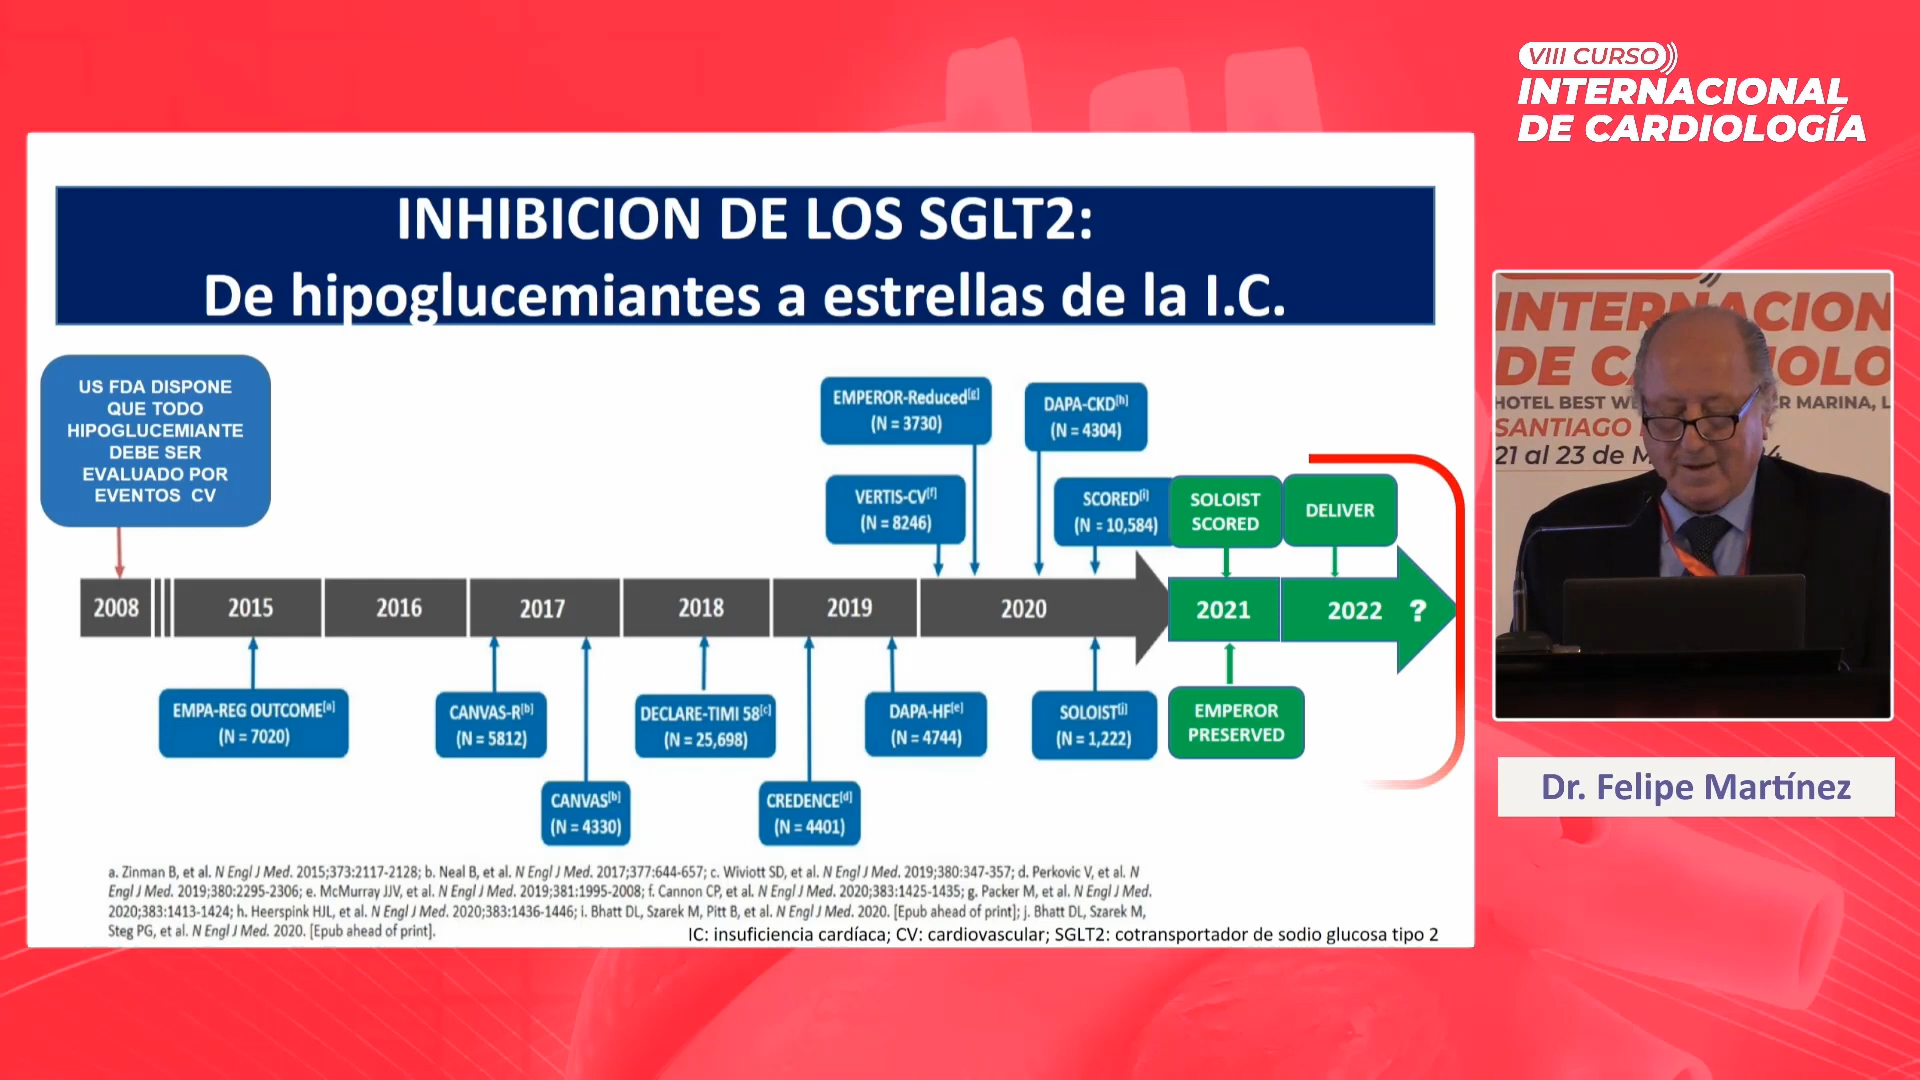 VIII CURSO
INTERNACIONAL
DE CARDIOLOGÍA
INHIBICION DE LOS SGLT2:
De hipoglucemiantes a estrellas de la I.C.
US FDA DISPONE
QUE TODO
HIPOGLUCEMIANTE
DEBE SER
EVALUADO POR
EVENTOS CV
EMPEROR-Reduced[g]
(N = 3730)
DAPA-CKD[h]
(N = 4304)
VERTIS-CV[f]
(N = 8246)
SCORED[i]
(N = 10,584)
SOLOIST
SCORED
DELIVER
2008
2015
2016
2017
2018
2019
2020
2021
2022 ?
EMPA-REG OUTCOME[a]
(N = 7020)
CANVAS-R[b]
(N = 5812)
DECLARE-TIMI 58[c]
(N = 25,698)
DAPA-HF[e]
(N = 4744)
SOLOIST[j]
(N = 1,222)
EMPEROR
PRESERVED
CANVAS[b]
(N = 4330)
CREDENCE[d]
(N = 4401)
a. Zinman B, et al. N Engl J Med. 2015;373:2117-2128; b. Neal B, et al. N Engl J Med. 2017;377:644-657; c. Wiviott SD, et al. N Engl J Med. 2019;380:347-357; d. Perkovic V, et al. N
Engl J Med. 2019;380:2295-2306; e. McMurray JJV, et al. N Engl J Med. 2019;381:1995-2008; f. Cannon CP, et al. N Engl J Med. 2020;383:1425-1435; g. Packer M, et al. N Engl J Med.
2020;383:1413-1424; h. Heerspink HJL, et al. N Engl J Med. 2020;383:1436-1446; i. Bhatt DL, Szarek M, Pitt B, et al. N Engl J Med. 2020. [Epub ahead of print]; j. Bhatt DL, Szarek M,
Steg PG, et al. N Engl J Med. 2020. [Epub ahead of print].
IC: insuficiencia cardíaca; CV: cardiovascular; SGLT2: cotransportador de sodio glucosa tipo 2
INTERNACION
DE C IOLO
HOTEL BEST W R MARINA, L
SANTIAGO
21 al 23 de M
Dr. Felipe Martínez